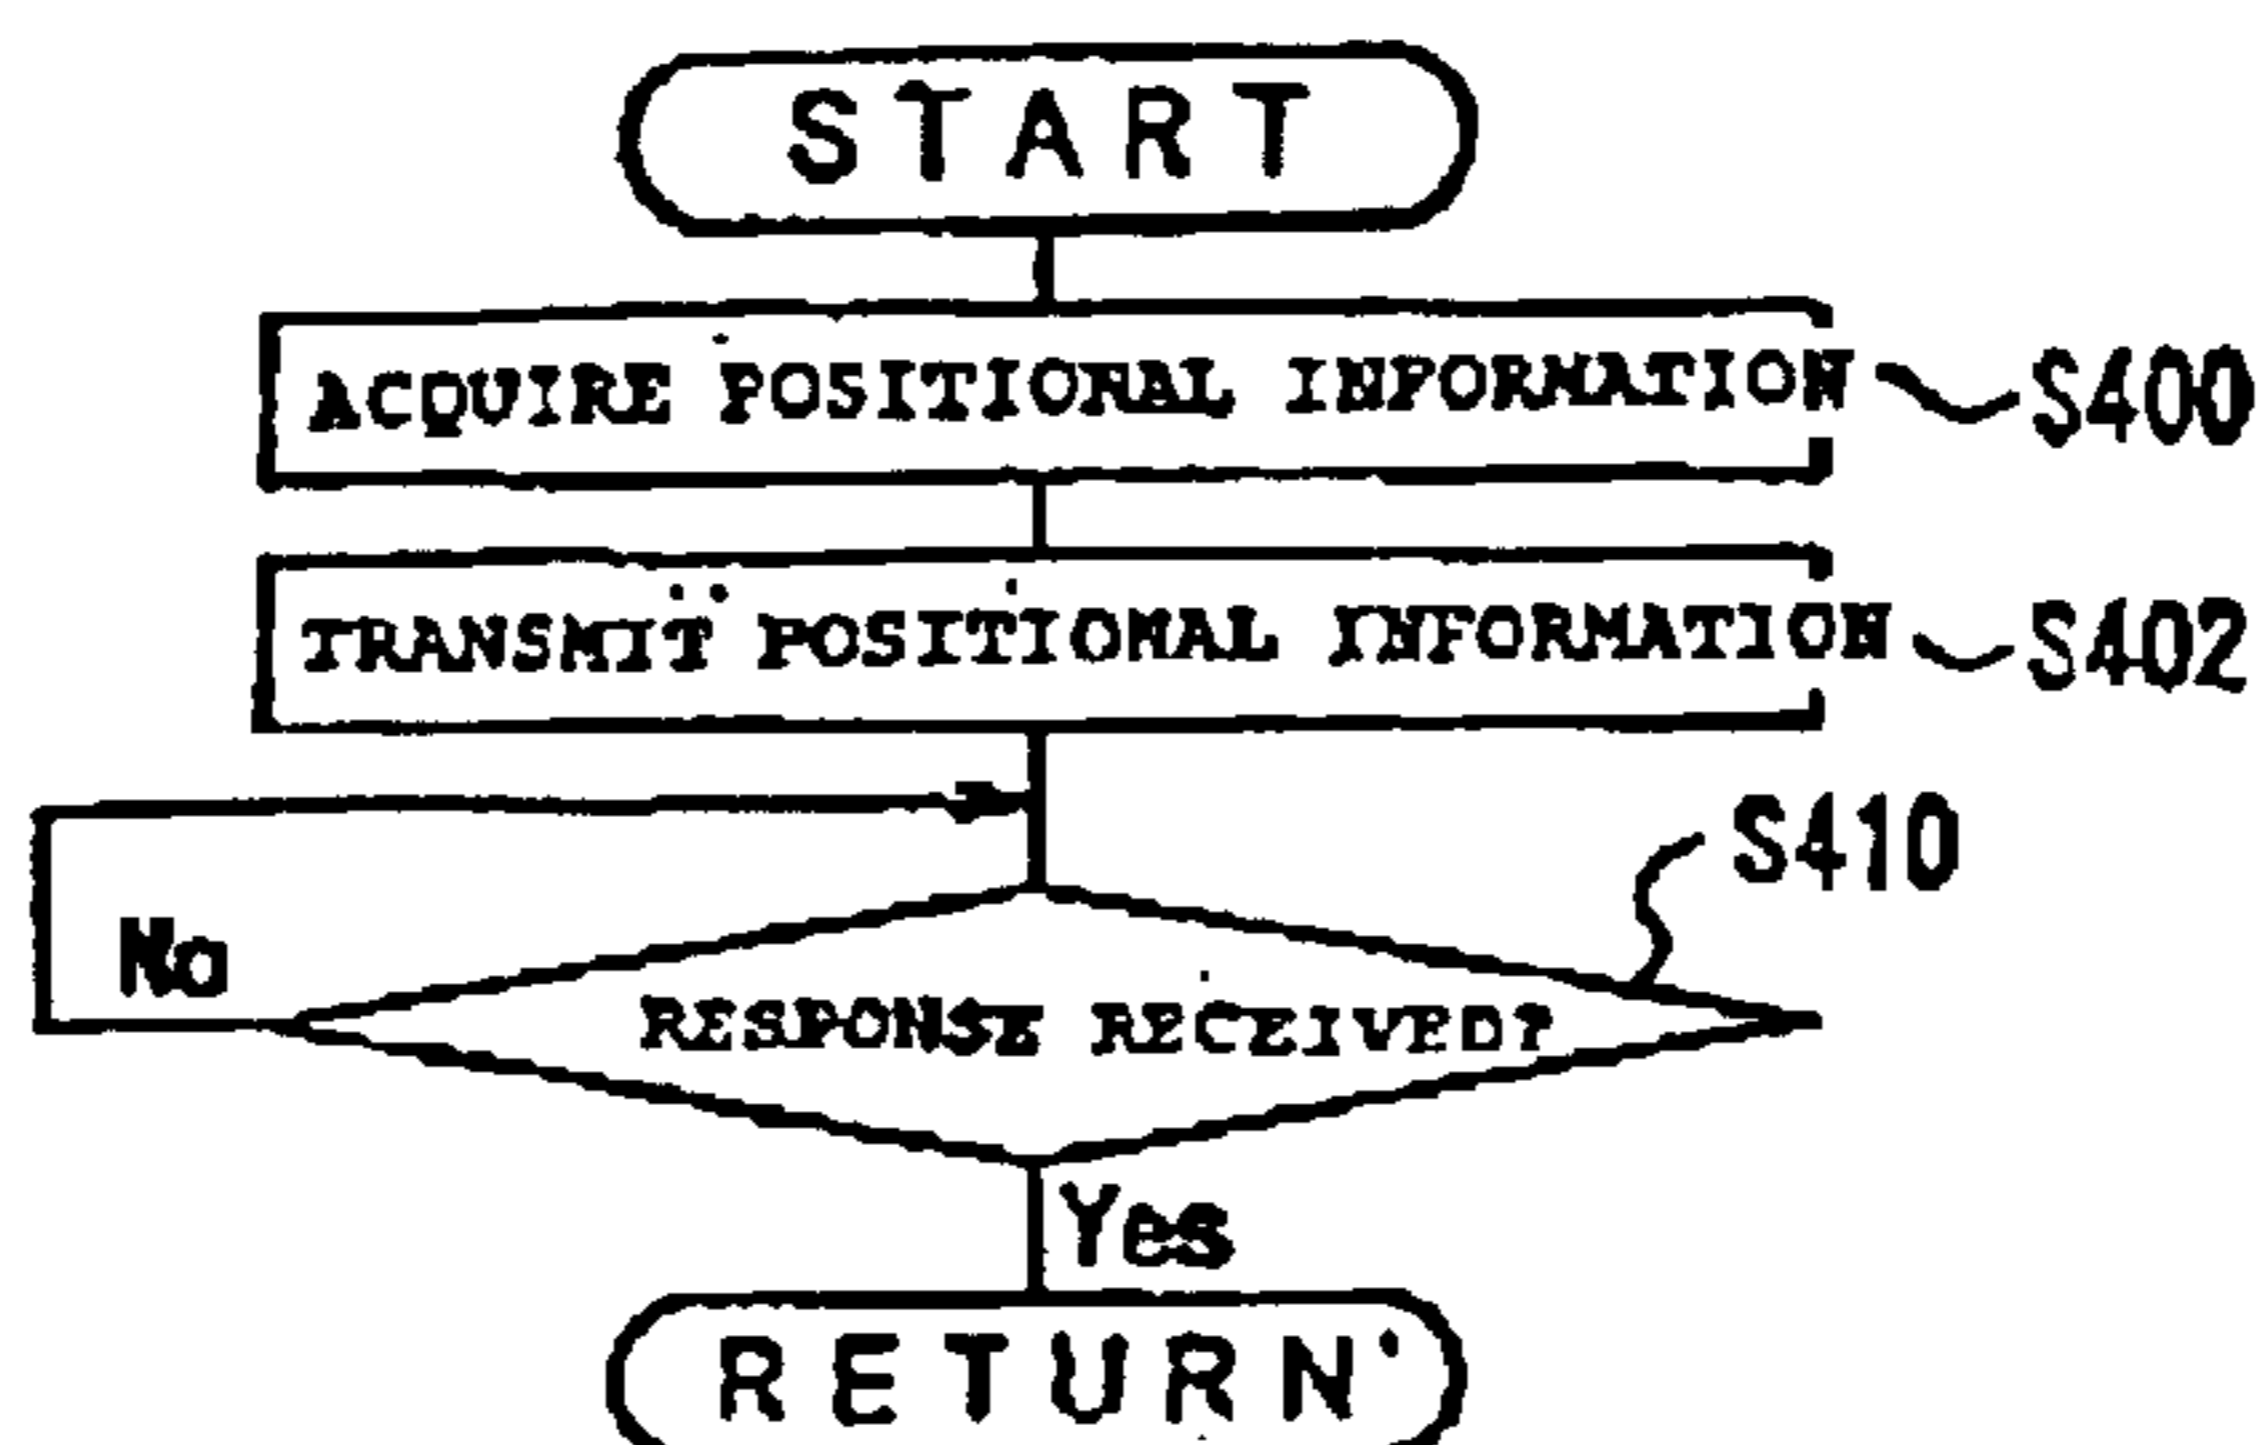 START
ACQUIRE POSITIONAL INFORMATION S400
TRANSMIT POSITIONAL INFORMATION S402
S410
No
RESPONSE RECEIVED?
Yes
RETURN